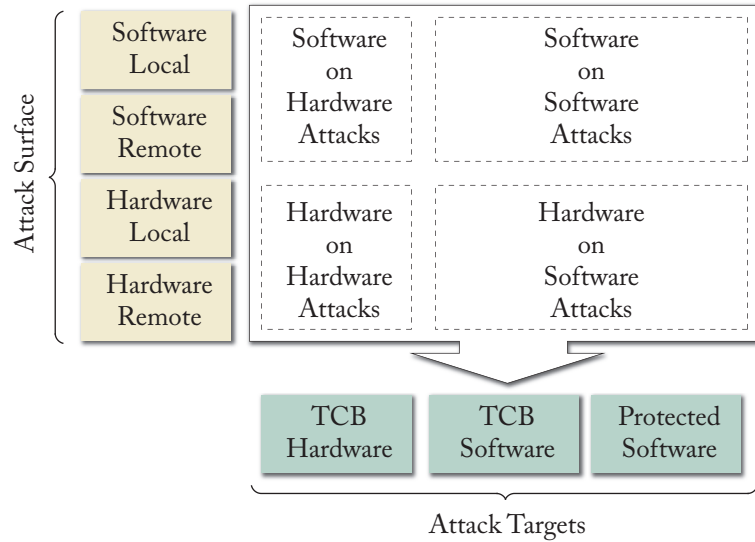 Attack Surface
Software
Local
Software
Remote
Hardware
Local
Hardware
Remote
Software
on
Hardware
Attacks
Software
on
Software
Attacks
Hardware
on
Hardware
Attacks
Hardware
on
Software
Attacks
TCB
Hardware
TCB
Software
Protected
Software
Attack Targets